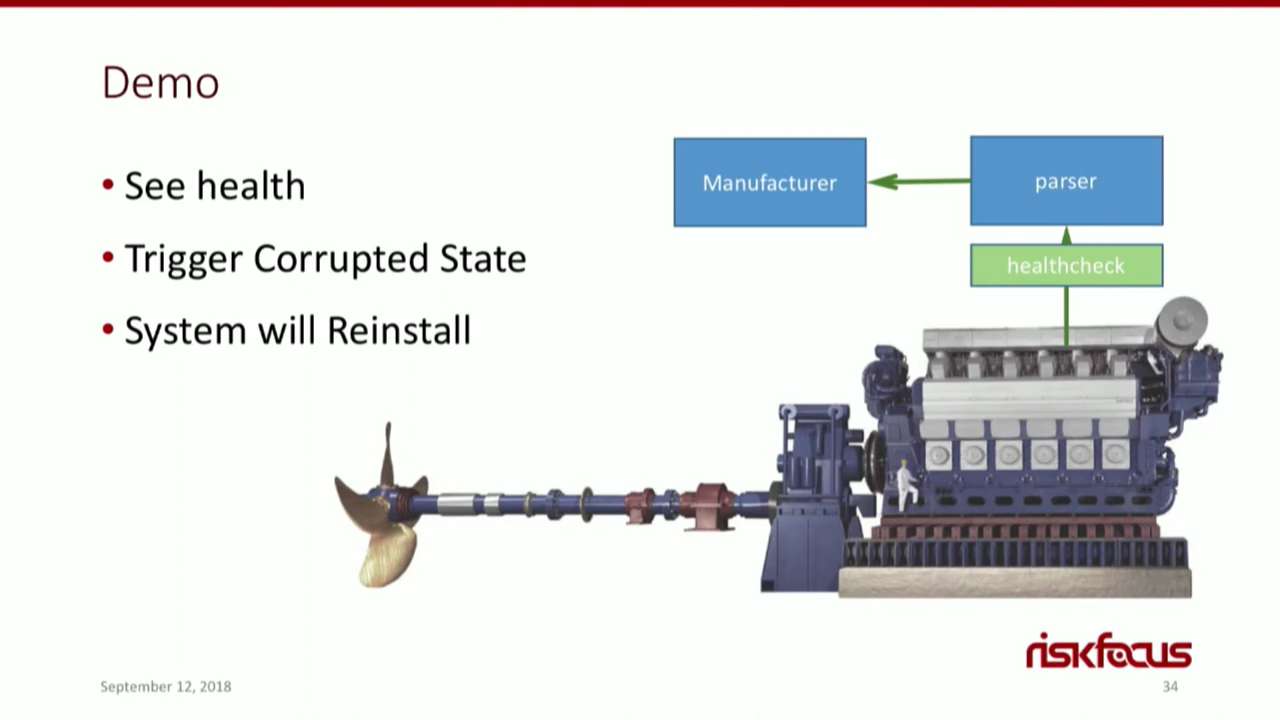 Demo
• See health
• Trigger Corrupted State
• System will Reinstall
Manufacturer
parser
healthcheck
riskfocus
September 12, 2018
34